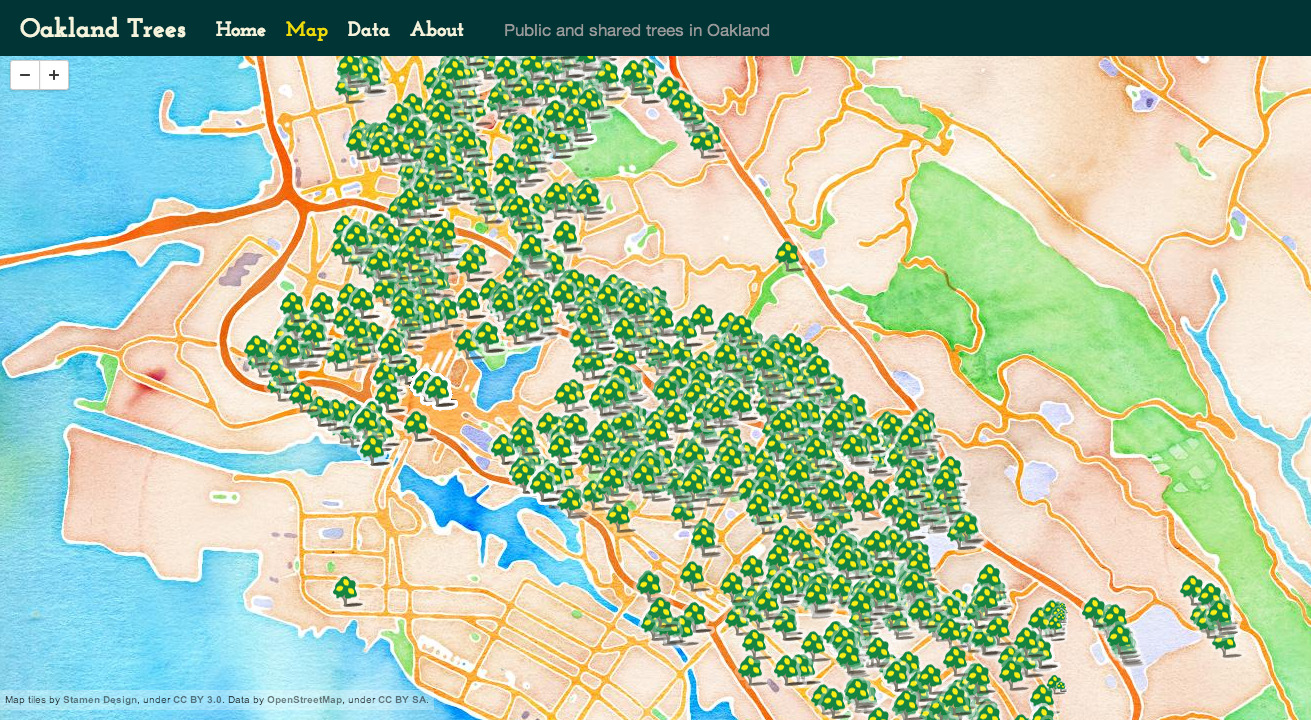 Oakland Trees Home Map Data About Public and shared trees in Oakland
− +
Map tiles by Stamen Design, under CC BY 3.0. Data by OpenStreetMap, under CC BY SA.